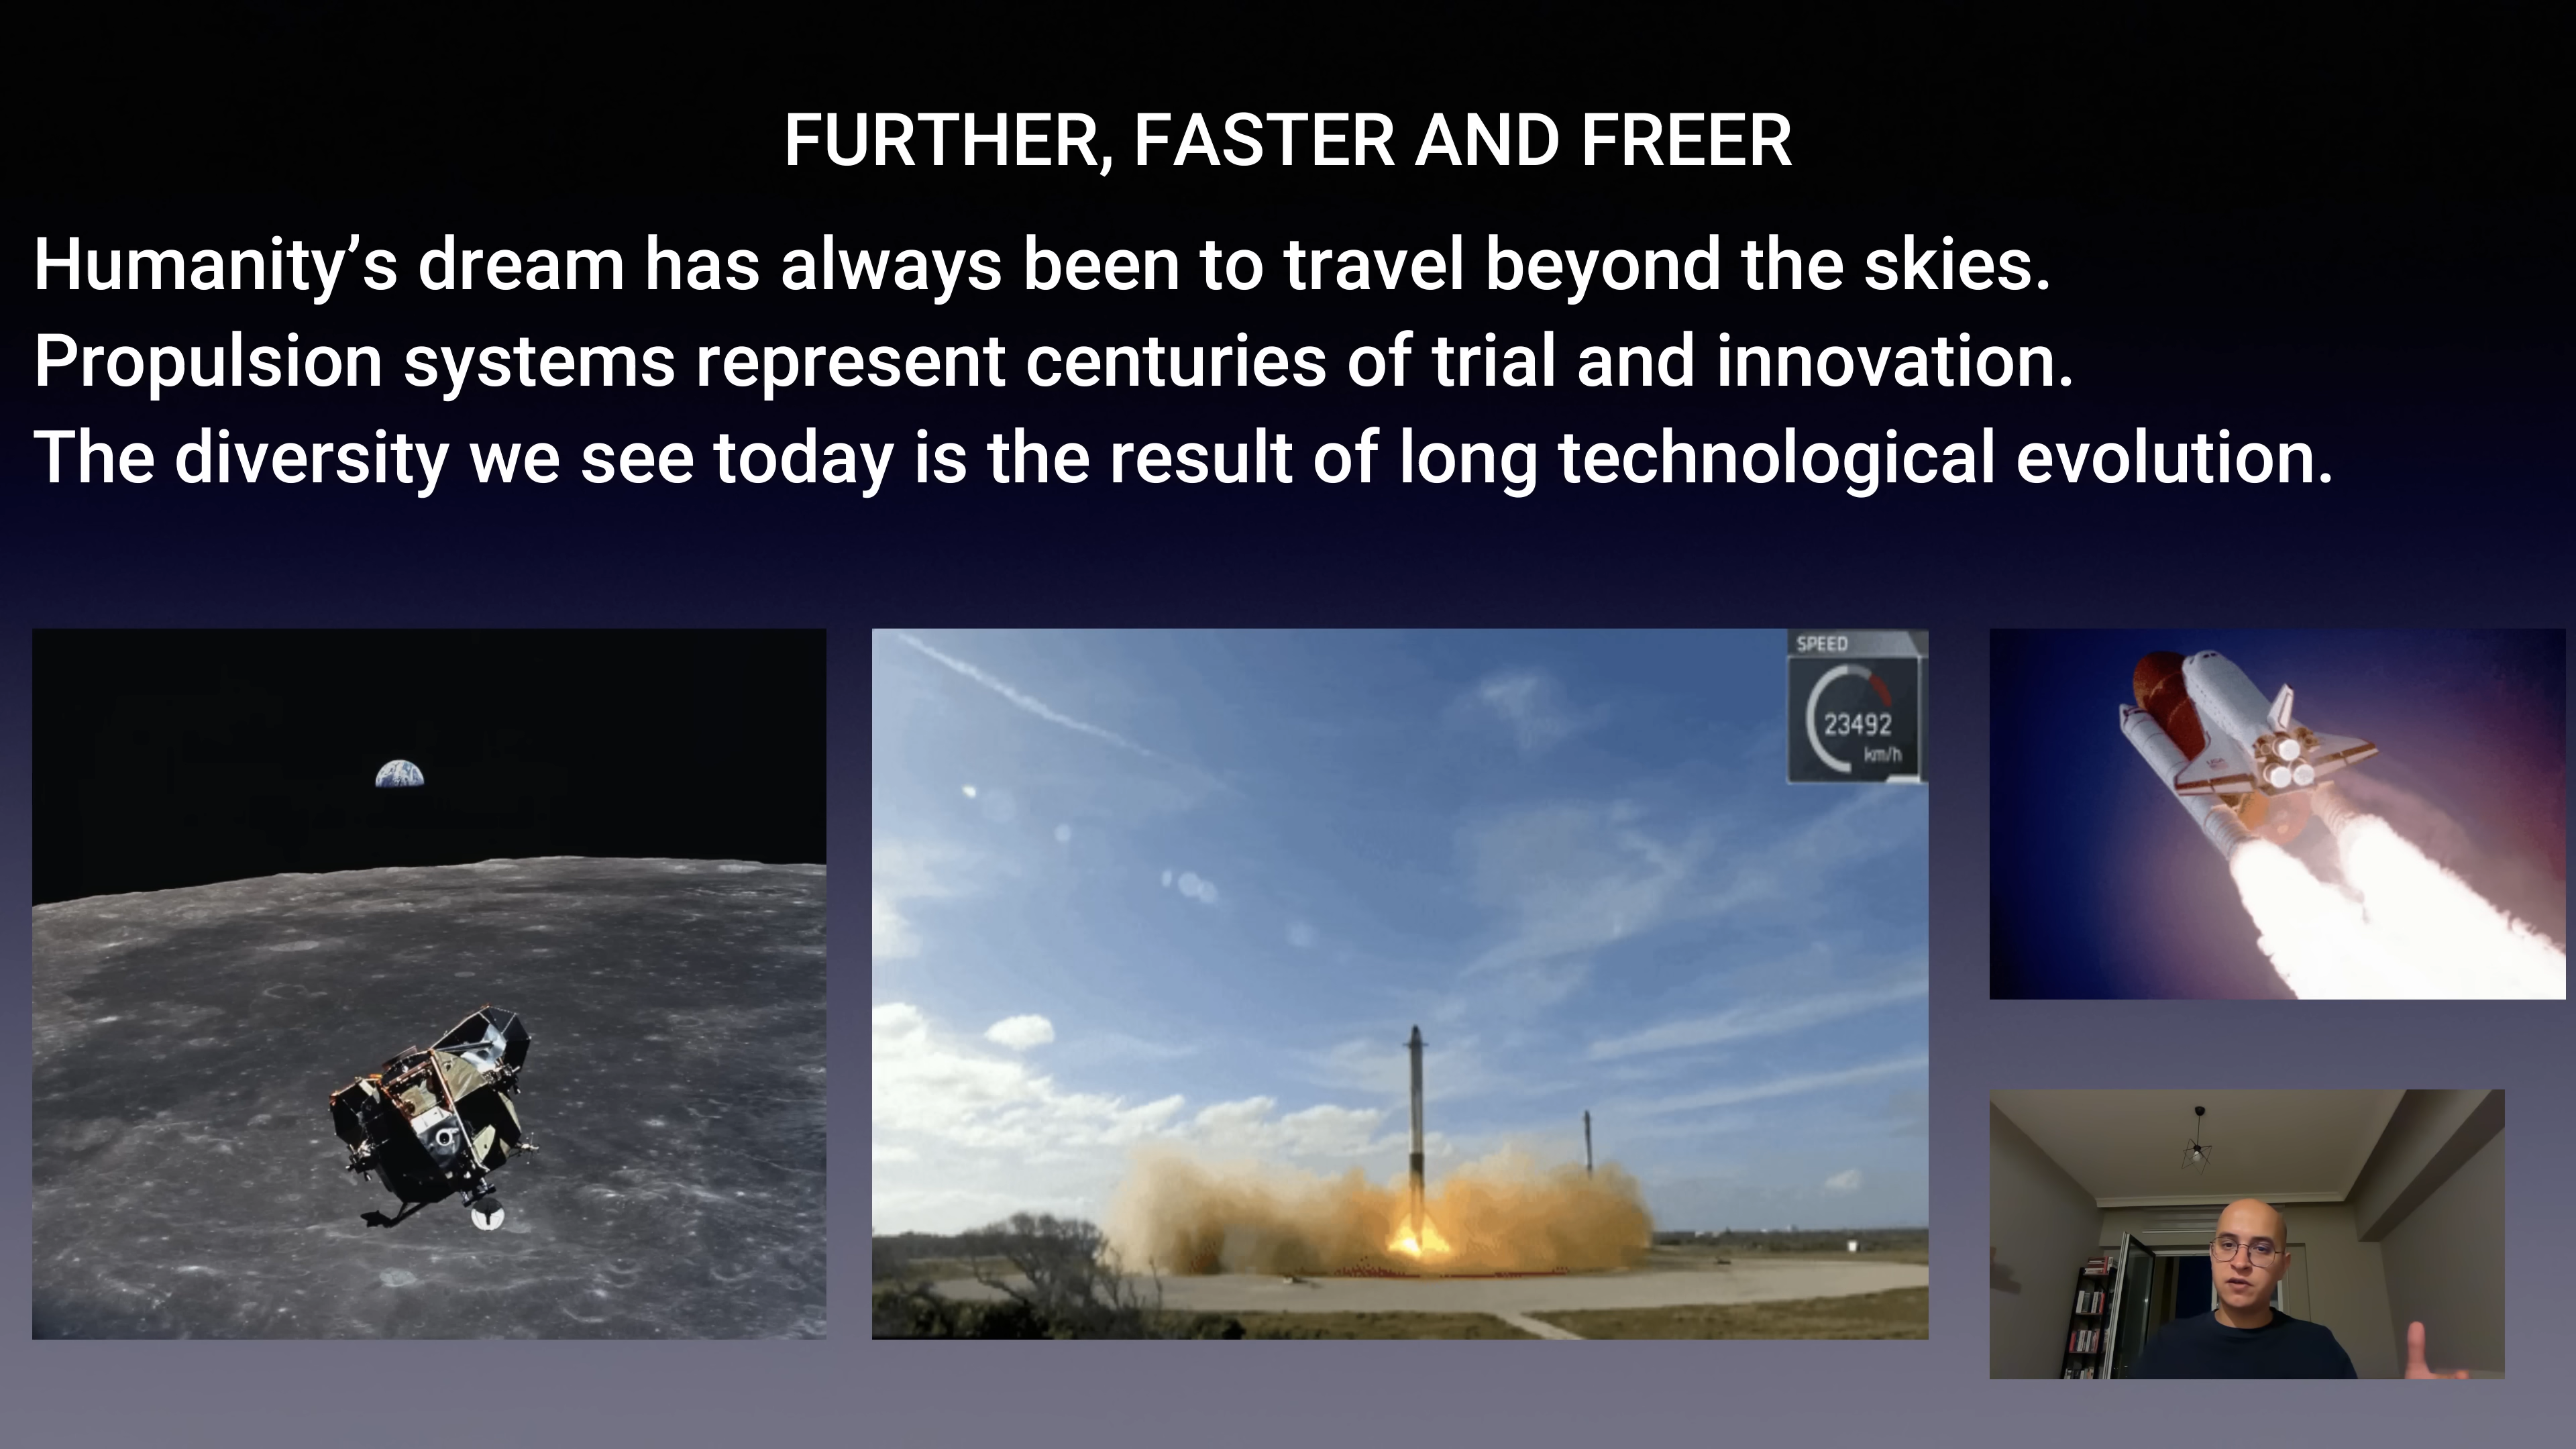 FURTHER, FASTER AND FREER
Humanity’s dream has always been to travel beyond the skies.
Propulsion systems represent centuries of trial and innovation.
The diversity we see today is the result of long technological evolution.
SPEED
23492
km/h